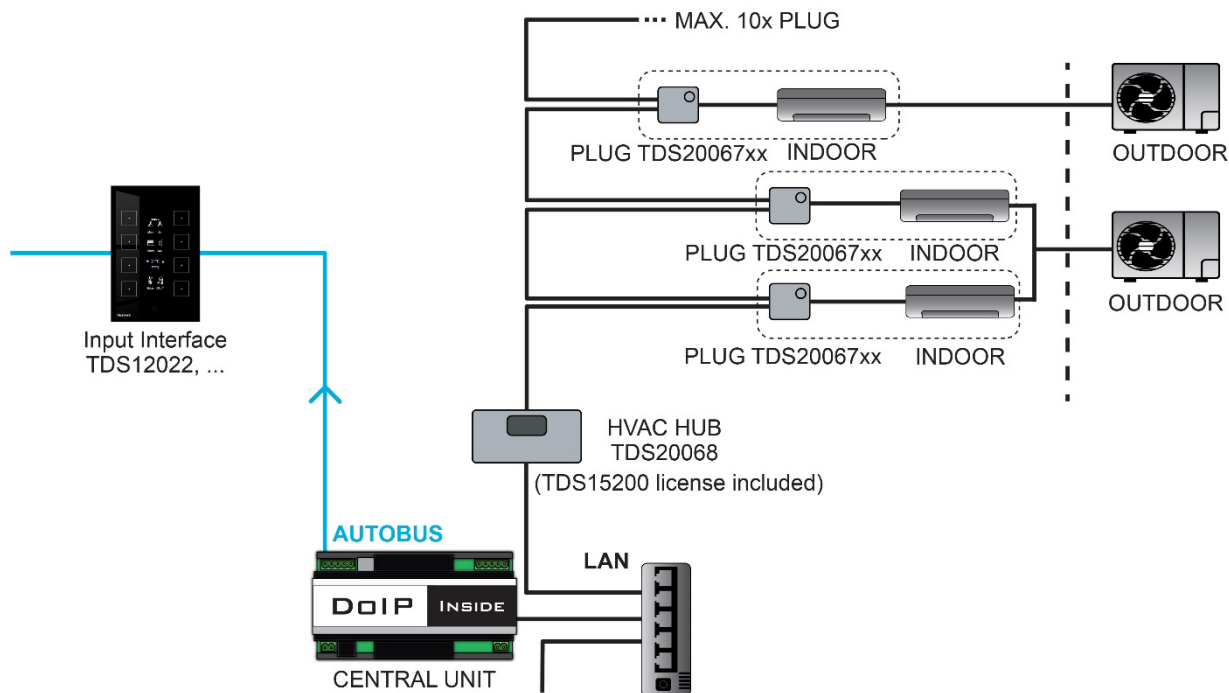 MAX. 10x PLUG
PLUG TDS20067xx
INDOOR
OUTDOOR
PLUG TDS20067xx
INDOOR
OUTDOOR
PLUG TDS20067xx
INDOOR
Input Interface
TDS12022, ...
HVAC HUB
TDS20068
(TDS15200 license included)
AUTOBUS
LAN
DoIP
INSIDE
CENTRAL UNIT